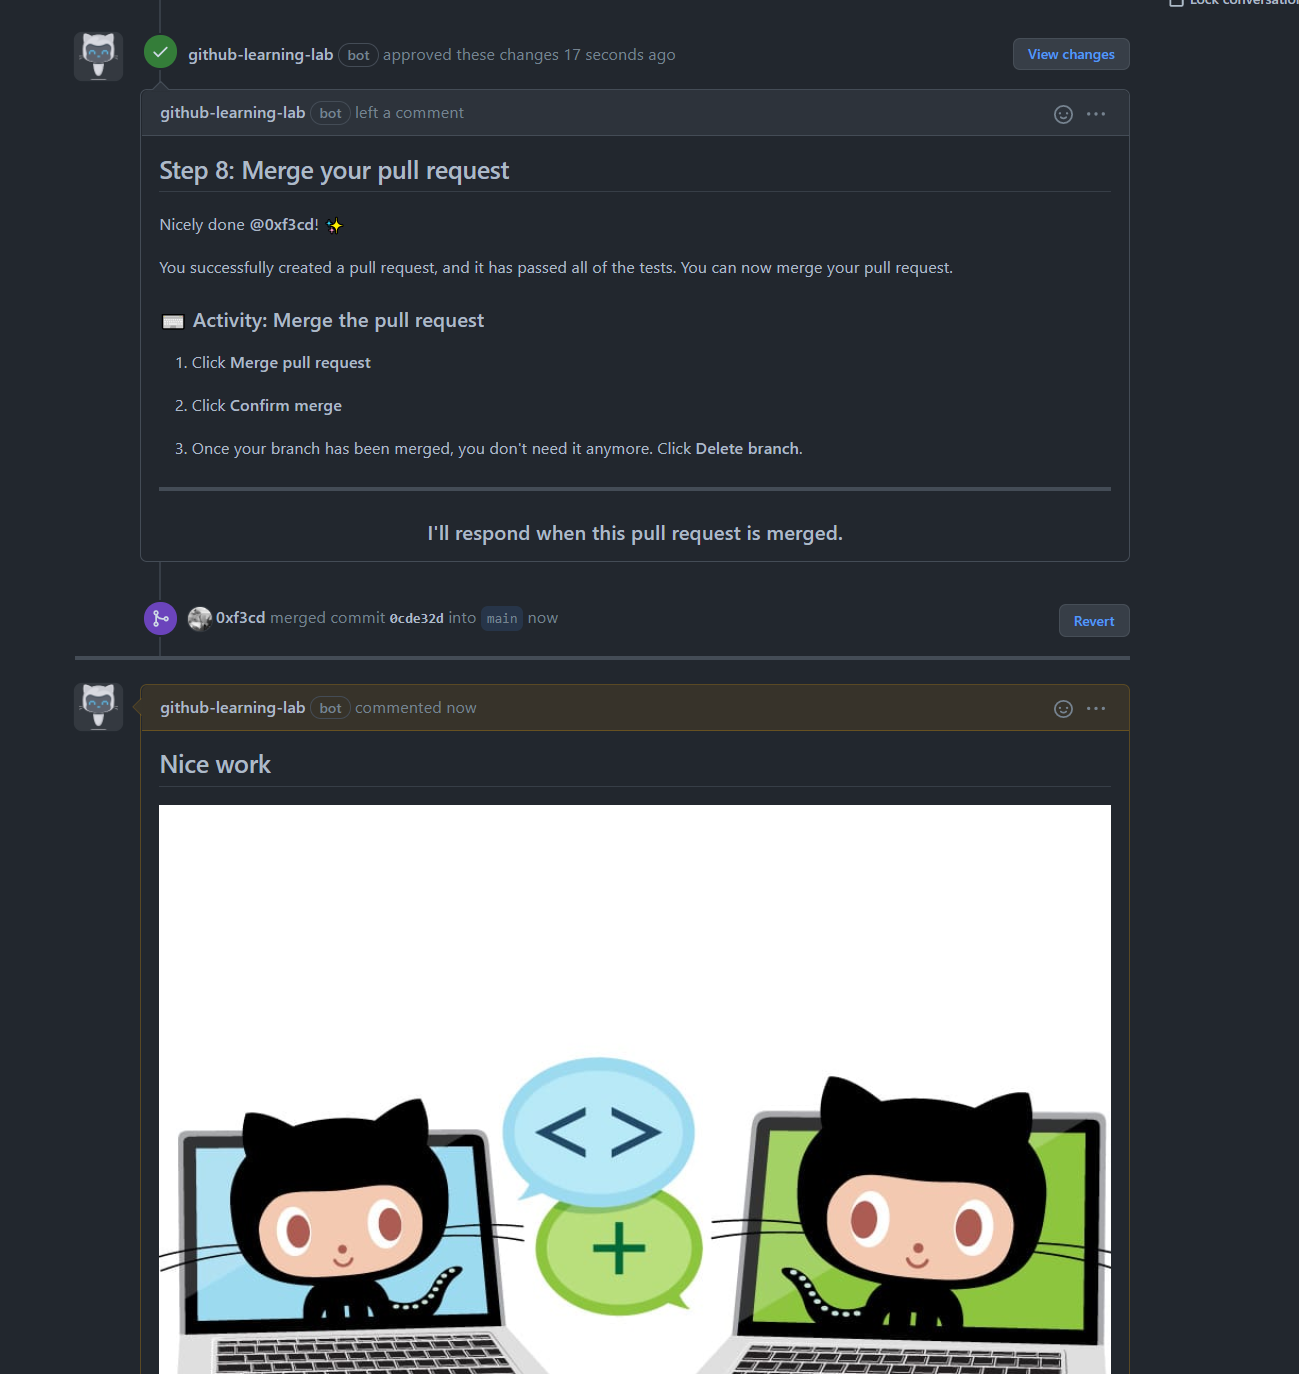 Lock conversation
github-learning-lab bot approved these changes 17 seconds ago
View changes
github-learning-lab bot left a comment
Step 8: Merge your pull request
Nicely done @0xf3cd! ✨
You successfully created a pull request, and it has passed all of the tests. You can now merge your pull request.
⌨️ Activity: Merge the pull request
1. Click Merge pull request
2. Click Confirm merge
3. Once your branch has been merged, you don't need it anymore. Click Delete branch.
I'll respond when this pull request is merged.
0xf3cd merged commit 0cde32d into main now
Revert
github-learning-lab bot commented now
Nice work
< >
+